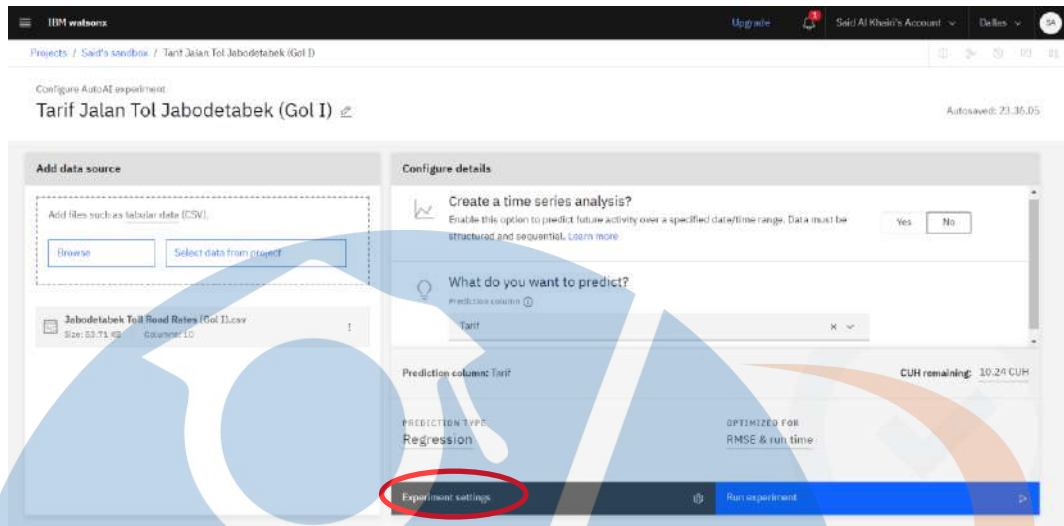 IBM watsonx
Upgrade
Said Al Khairi's Account
Dallas
SA
Projects / Said's sandbox / Tarif Jalan Tol Jabodetabek (Gol I)
Configure AutoAI experiment
Tarif Jalan Tol Jabodetabek (Gol I)
Autosaved: 23.36.05
Add data source
Add files such as tabular data (CSV).
Browse
Select data from project
Jabodetabek Toll Road Rates (Gol I).csv
Size: 53.71 KB
Columns: 10
Configure details
Create a time series analysis?
Enable this option to predict future activity over a specified date/time range. Data must be
structured and sequential. Learn more
Yes
No
What do you want to predict?
Prediction column
Tarif
Prediction column: Tarif
CUH remaining: 10.24 CUH
PREDICTION TYPE
Regression
OPTIMIZED FOR
RMSE & run time
Experiment settings
Run experiment